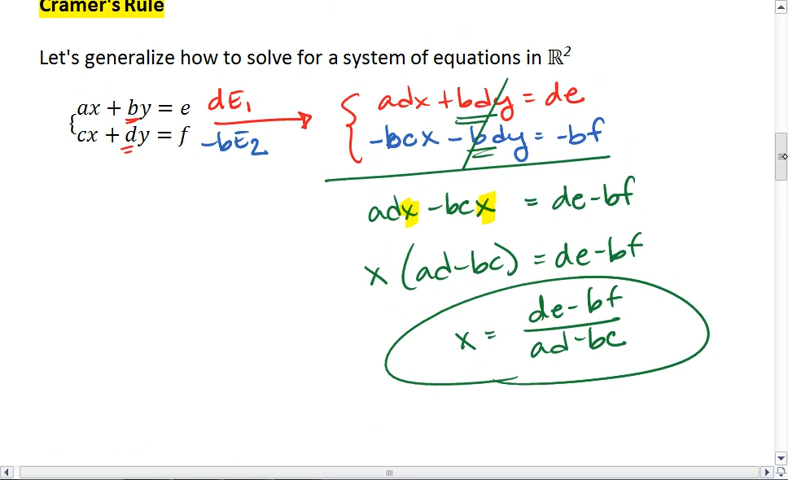 Cramer's Rule
Let's generalize how to solve for a system of equations in ℝ²
ax + by = e dE₁ adx + bdy = de
cx + dy = f -bE2 -bcx - bdy = -bf
adx - bcx = de - bf
x (ad - bc) = de - bf
x = (de - bf)/(ad - bc)